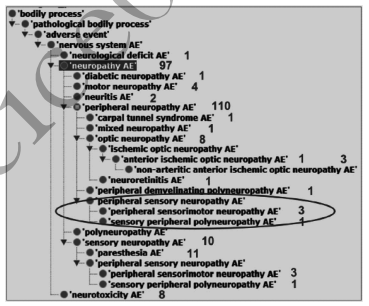 'bodily process'
'pathological bodily process'
'adverse event'
'nervous system AE'
'neurological deficit AE' 1
'neuropathy AE' 97
'diabetic neuropathy AE' 1
'motor neuropathy AE' 4
'neuritis AE' 2
'peripheral neuropathy AE' 110
'carpal tunnel syndrome AE' 1
'mixed neuropathy AE' 1
'optic neuropathy AE' 8
'ischemic optic neuropathy AE'
'anterior ischemic optic neuropathy AE' 1 3
'non-arteritic anterior ischemic optic neuropathy AE'
'neuroretinitis AE' 1
'peripheral demyelinating polyneuropathy AE' 1
'peripheral sensory neuropathy AE'
'peripheral sensorimotor neuropathy AE' 3
'sensory peripheral polyneuropathy AE' 1
'polyneuropathy AE'
'sensory neuropathy AE' 10
'paresthesia AE' 11
'peripheral sensory neuropathy AE'
'peripheral sensorimotor neuropathy AE' 3
'sensory peripheral polyneuropathy AE' 1
'neurotoxicity AE' 8